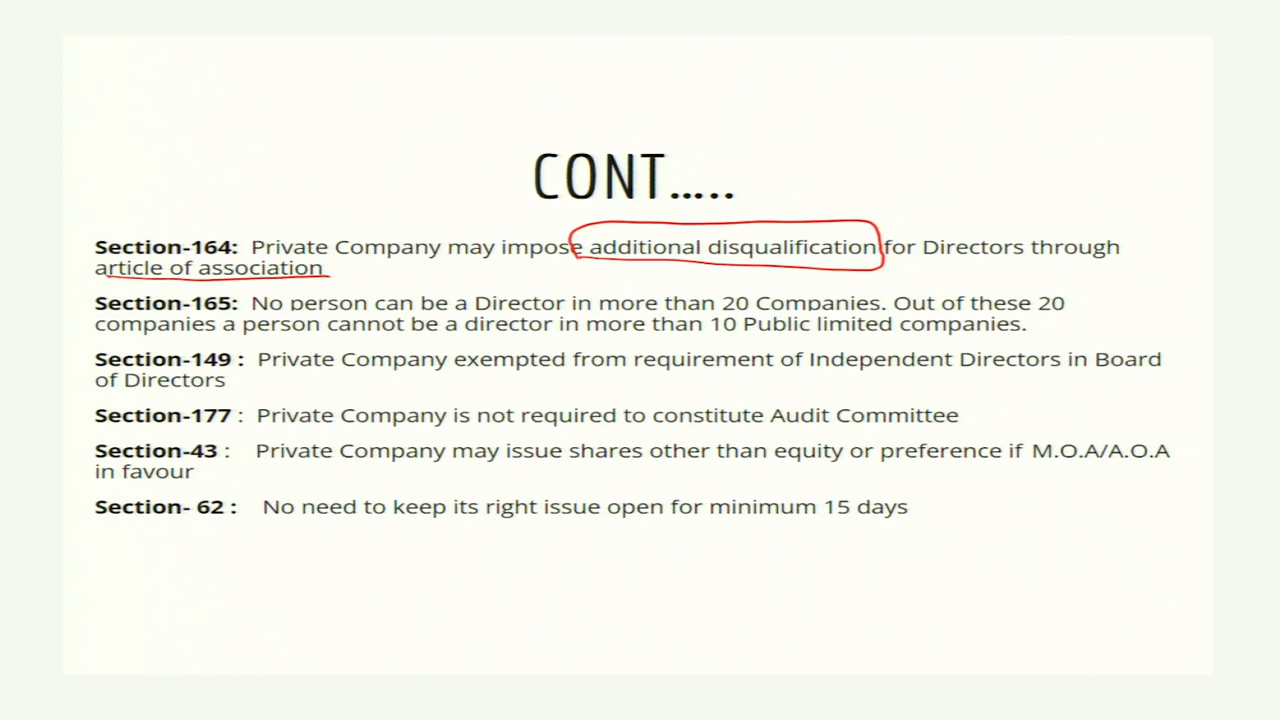 CONT.....
Section-164: Private Company may impose additional disqualification for Directors through
article of association
Section-165: No person can be a Director in more than 20 Companies. Out of these 20
companies a person cannot be a director in more than 10 Public limited companies.
Section-149 : Private Company exempted from requirement of Independent Directors in Board
of Directors
Section-177 : Private Company is not required to constitute Audit Committee
Section-43 : Private Company may issue shares other than equity or preference if M.O.A/A.O.A
in favour
Section- 62 : No need to keep its right issue open for minimum 15 days